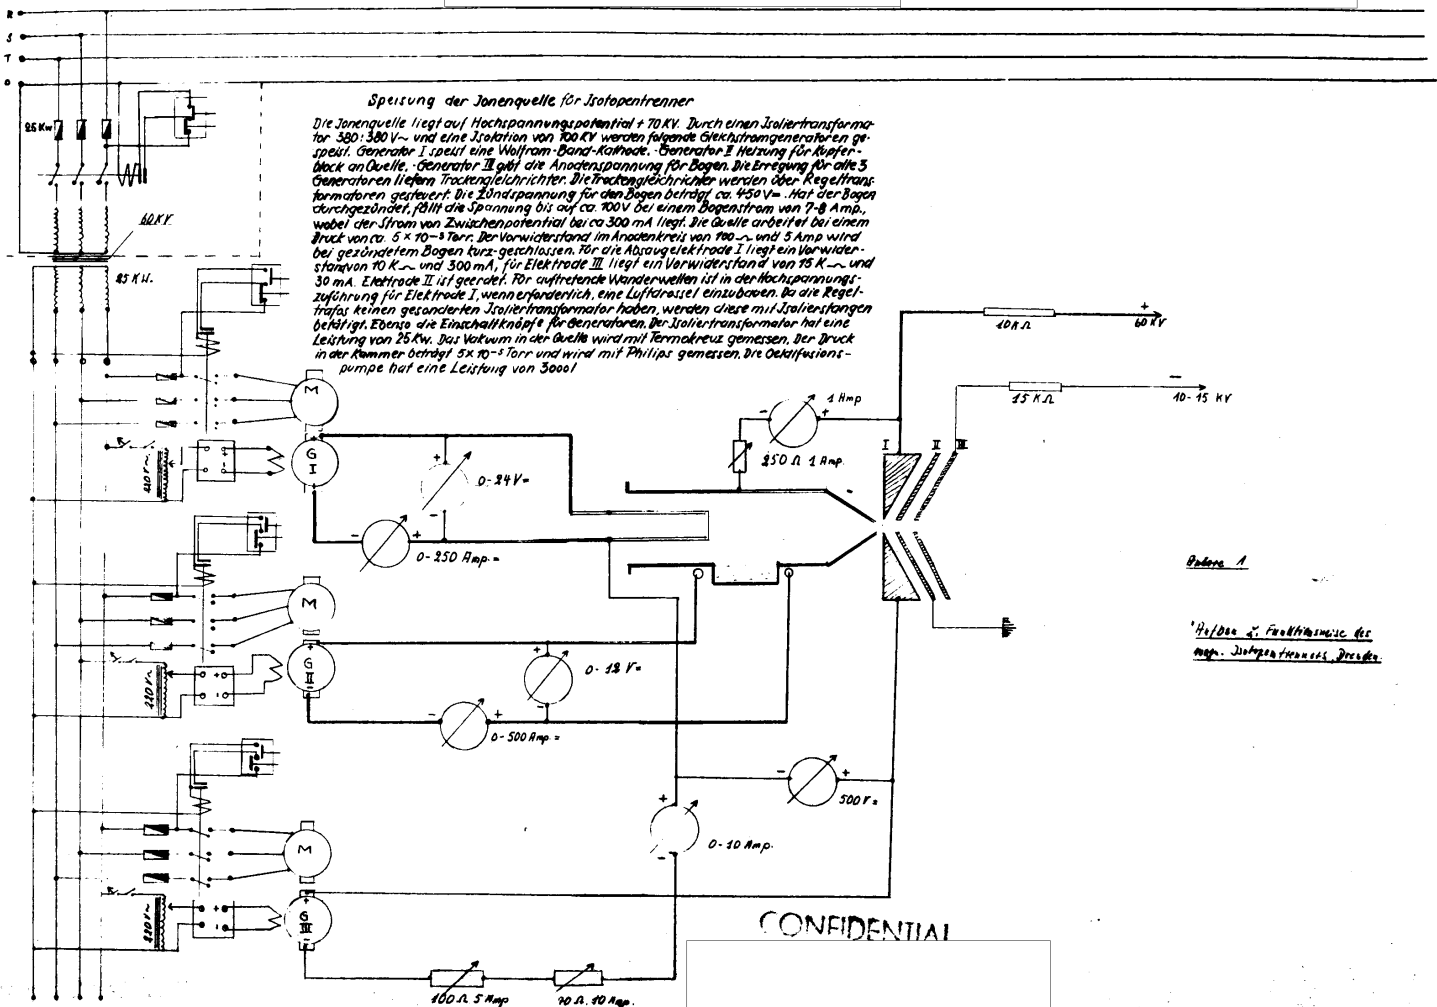 R
S
T
O
Speisung der Jonenquelle für Isotopentrenner
Die Jonenquelle liegt auf Hochspannungspotential + 70 KV. Durch einen Isoliertransforma-
tor 380:380 V~ und eine Isolation von 100 KV werden folgende Gleichstromgeneratoren ge-
speist. Generator I speist eine Wolfram-Band-Kathode. - Generator II Heizung für Kupfer-
block an Quelle. - Generator III gibt die Anodenspannung für Bogen. Die Erregung für alle 3
Generatoren liefern Trockengleichrichter. Die Trockengleichrichter werden über Regeltrans-
formatoren gesteuert. Die Zündspannung für den Bogen beträgt ca. 450 V=. Hat der Bogen
durchgezündet, fällt die Spannung bis auf ca. 100V bei einem Bogenstrom von 7-8 Amp.,
wobei der Strom von Zwischenpotential bei ca 300 mA liegt. Die Quelle arbeitet bei einem
Druck von ca. 5 × 10-3 Torr. Der Vorwiderstand im Anodenkreis von 100 Ω und 5 Amp wird
bei gezündetem Bogen kurz-geschlossen. Für die Absaugelektrode I liegt ein Vorwider-
stand von 10 K Ω und 300 mA, für Elektrode III liegt ein Vorwiderstand von 15 K Ω und
30 mA. Elektrode II ist geerdet. Für auftretende Wanderwellen ist in der Hochspannungs-
zuführung für Elektrode I, wenn erforderlich, eine Luftdrossel einzubauen. Da die Regel-
trafos keinen gesonderten Isoliertransformator haben, werden diese mit Isolierstangen
betätigt. Ebenso die Einschaltknöpfe für Generatoren. Der Isoliertransformator hat eine
Leistung von 25 Kw. Das Vakuum in der Quelle wird mit Termokreuz gemessen. Der Druck
in der Kammer beträgt 5×10-5 Torr und wird mit Philips gemessen. Die Oeldifusions-
pumpe hat eine Leistung von 3000 l
25 Kw
60 KV
25 KW.
10 KΩ
+
60 KV
15 KΩ
-
10-15 KV
1 Amp
- +
250 Ω 1 Amp.
I II III
M
G
I
220 V~
+
-
0-24 V=
0-250 Amp.=
M
G
II
220 V~
0-12 V=
0-500 Amp =
M
G
III
220 V~
500 V=
0-10 Amp.
100 Ω 5 Amp
70 Ω. 10 Amp.
1
Aufbau u. Funktionsweise des
magn. Isotopentrenners, Dresden.
CONFIDENTIAL